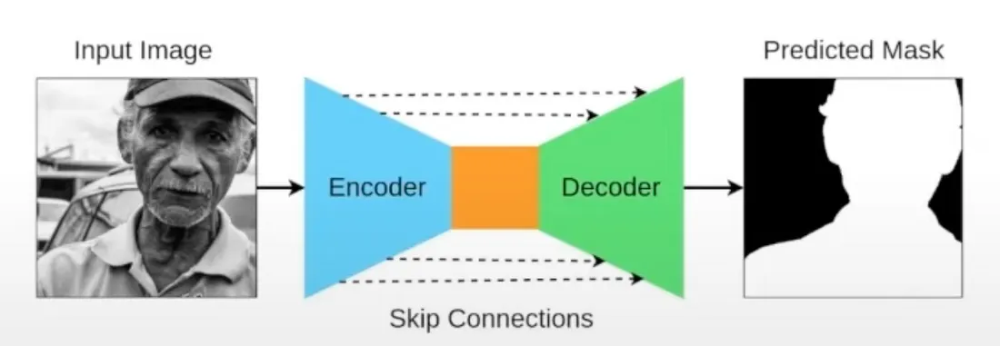 Input Image
Predicted Mask
Encoder
Decoder
Skip Connections